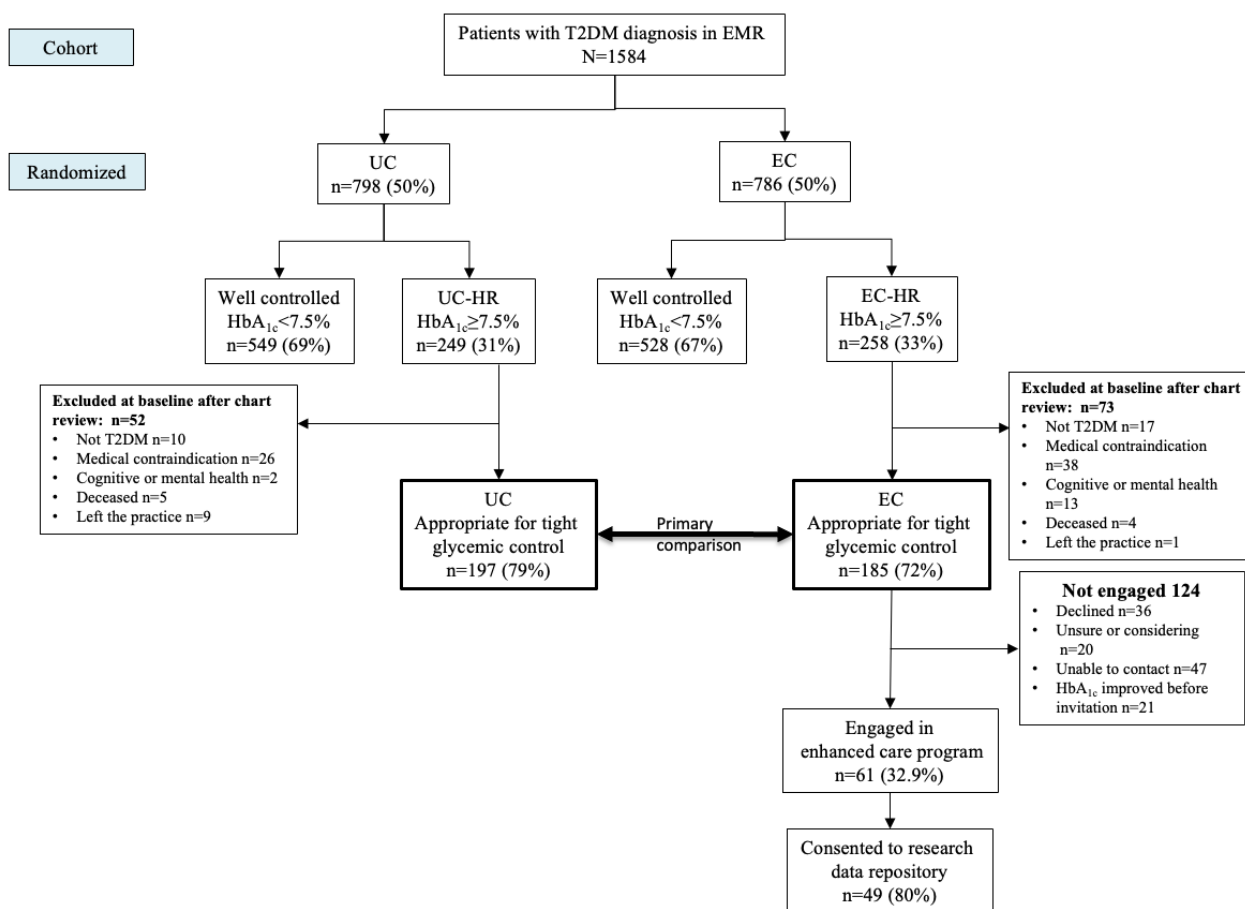 Cohort
Patients with T2DM diagnosis in EMR
N=1584
Randomized
UC
n=798 (50%)
EC
n=786 (50%)
Well controlled
HbA1c<7.5%
n=549 (69%)
UC-HR
HbA1c≥7.5%
n=249 (31%)
Well controlled
HbA1c<7.5%
n=528 (67%)
EC-HR
HbA1c≥7.5%
n=258 (33%)
Excluded at baseline after chart
review: n=52
• Not T2DM n=10
• Medical contraindication n=26
• Cognitive or mental health n=2
• Deceased n=5
• Left the practice n=9
Excluded at baseline after chart
review: n=73
• Not T2DM n=17
• Medical contraindication
n=38
• Cognitive or mental health
n=13
• Deceased n=4
• Left the practice n=1
UC
Appropriate for tight
glycemic control
n=197 (79%)
Primary
comparison
EC
Appropriate for tight
glycemic control
n=185 (72%)
Not engaged 124
• Declined n=36
• Unsure or considering
n=20
• Unable to contact n=47
• HbA1c improved before
invitation n=21
Engaged in
enhanced care program
n=61 (32.9%)
Consented to research
data repository
n=49 (80%)